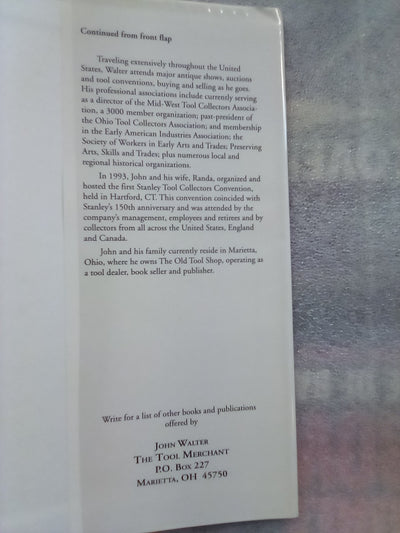 Continued from front flap
Traveling extensively throughout the United
States, Walter attends major antique shows, auctions
and tool conventions, buying and selling as he goes.
His professional associations include currently serving
as a director of the Mid-West Tool Collectors Associa-
tion, a 3000 member organization; past-president of
the Ohio Tool Collectors Association; and membership
in the Early American Industries Association; the
Society of Workers in Early Arts and Trades; Preserving
Arts, Skills and Trades; plus numerous local and
regional historical organizations.
In 1993, John and his wife, Randa, organized and
hosted the first Stanley Tool Collectors Convention,
held in Hartford, CT. This convention coincided with
Stanley's 150th anniversary and was attended by the
company's management, employees and retirees and by
collectors from all across the United States, England
and Canada.
John and his family currently reside in Marietta,
Ohio, where he owns The Old Tool Shop, operating as
a tool dealer, book seller and publisher.
Write for a list of other books and publications
offered by
John Walter
The Tool Merchant
P.O. Box 227
Marietta, OH 45750